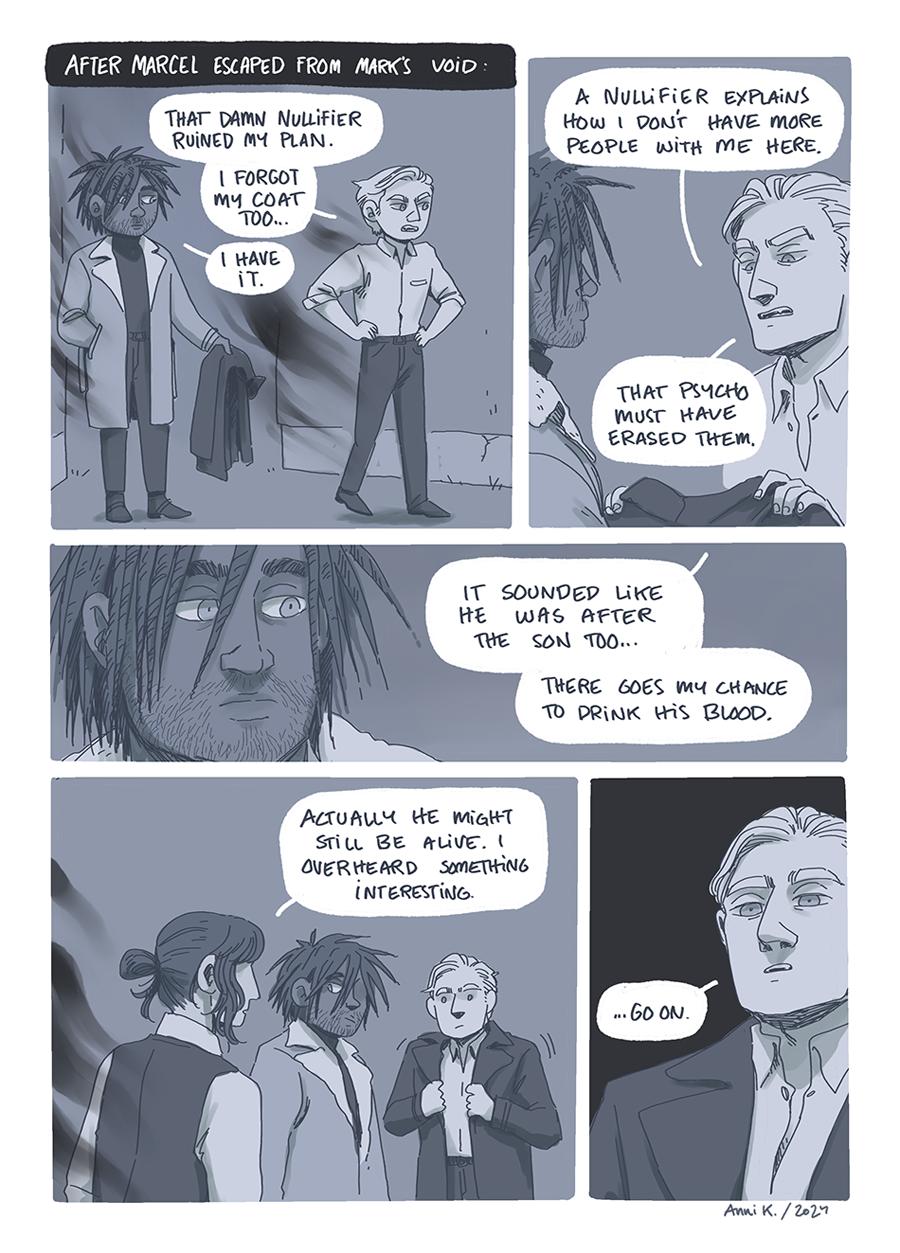 AFTER MARCEL ESCAPED FROM MARK'S VOID:
THAT DAMN NULLIFIER
RUINED MY PLAN.
I FORGOT
MY COAT
TOO...
I HAVE
IT.
A NULLIFIER EXPLAINS
HOW I DON'T HAVE MORE
PEOPLE WITH ME HERE.
THAT PSYCHO
MUST HAVE
ERASED THEM.
IT SOUNDED LIKE
HE WAS AFTER
THE SON TOO...
THERE GOES MY CHANCE
TO DRINK HIS BLOOD.
ACTUALLY HE MIGHT
STILL BE ALIVE. I
OVERHEARD SOMETHING
INTERESTING.
...GO ON.
Anni K. / 2024